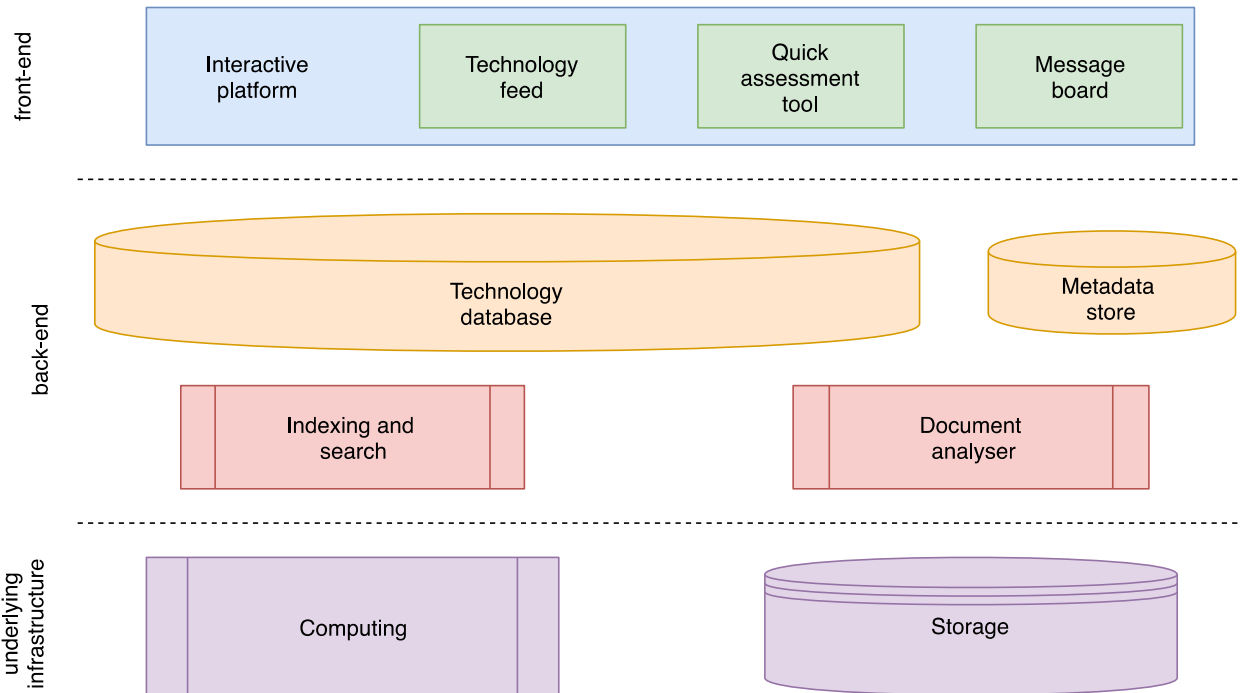 front-end
Interactive
platform
Technology
feed
Quick
assessment
tool
Message
board
back-end
Technology
database
Metadata
store
Indexing and
search
Document
analyser
underlying
infrastructure
Computing
Storage